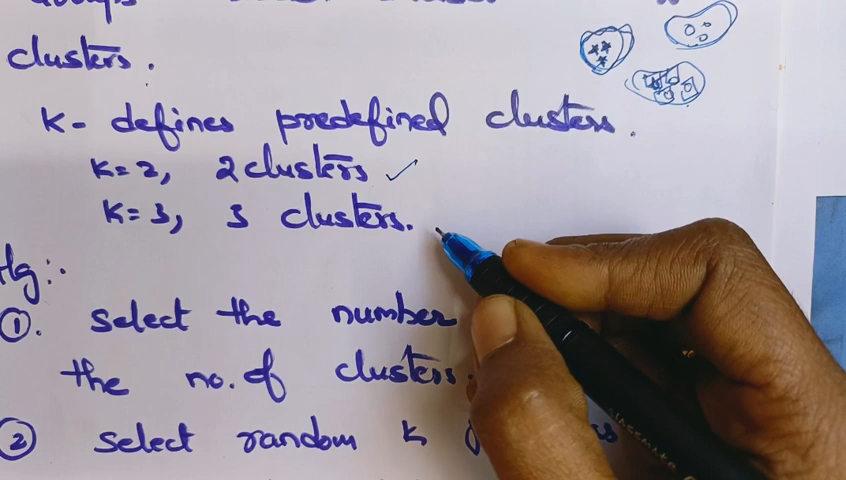 clusters.
K- defines predefined clusters.
K=2, 2 clusters ✓
K=3, 3 clusters.
Alg:.
①. select the number
the no. of clusters.
② select random K